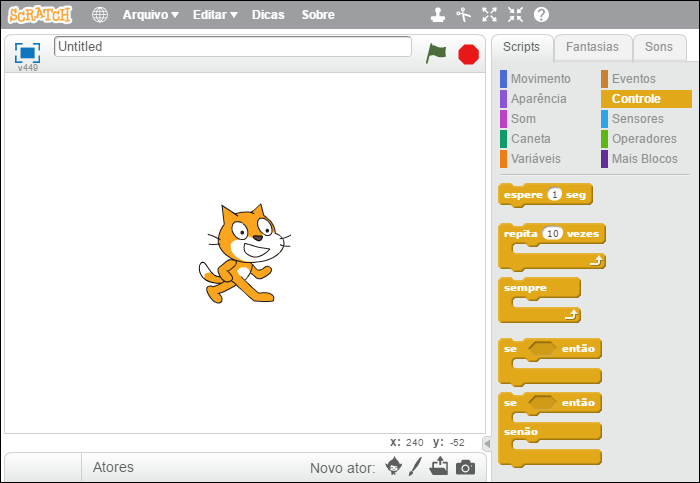 SCRATCH Arquivo Editar Dicas Sobre
Untitled
v449
Scripts Fantasias Sons
Movimento Eventos
Aparência Controle
Som Sensores
Caneta Operadores
Variáveis Mais Blocos
espere 1 seg
repita 10 vezes
sempre
se então
se então
senão
x: 240 y: -52
Atores Novo ator: